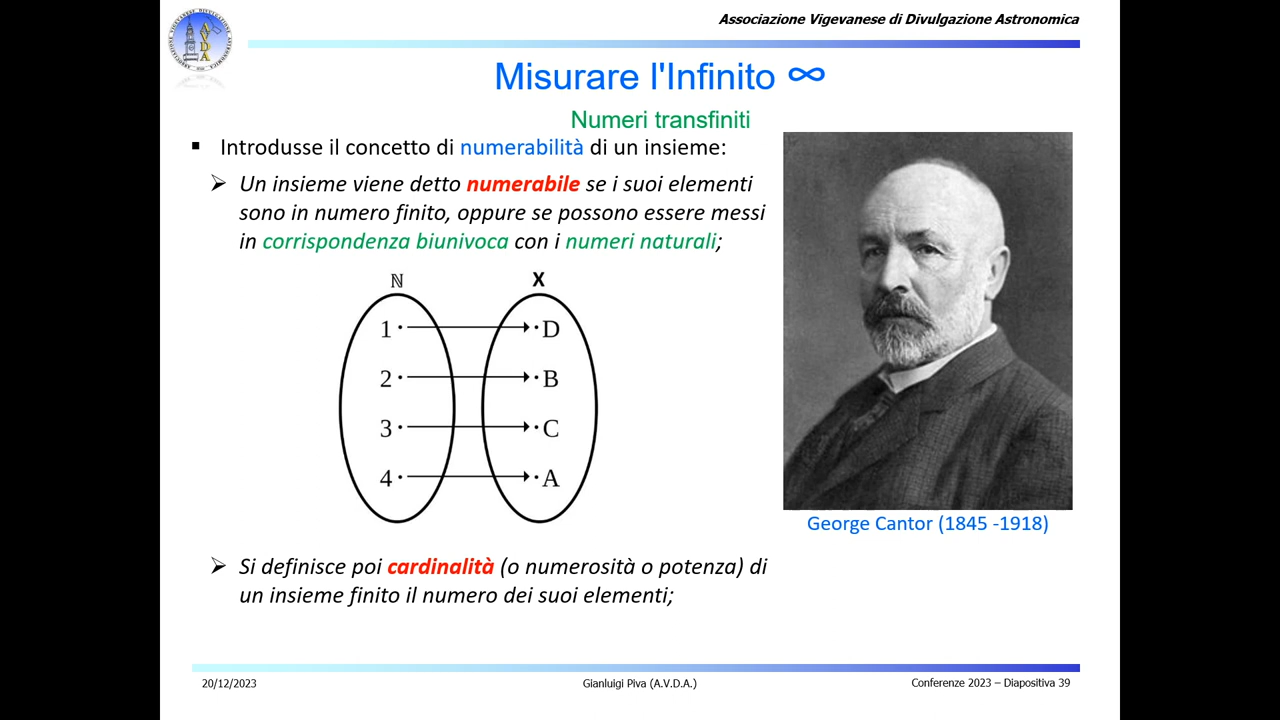 Associazione Vigevanese di Divulgazione Astronomica
Misurare l'Infinito ∞
Numeri transfiniti
▪ Introdusse il concetto di numerabilità di un insieme:
➢ Un insieme viene detto numerabile se i suoi elementi
sono in numero finito, oppure se possono essere messi
in corrispondenza biunivoca con i numeri naturali;
ℕ X
1 D
2 B
3 C
4 A
George Cantor (1845 -1918)
➢ Si definisce poi cardinalità (o numerosità o potenza) di
un insieme finito il numero dei suoi elementi;
20/12/2023
Gianluigi Piva (A.V.D.A.)
Conferenze 2023 – Diapositiva 39